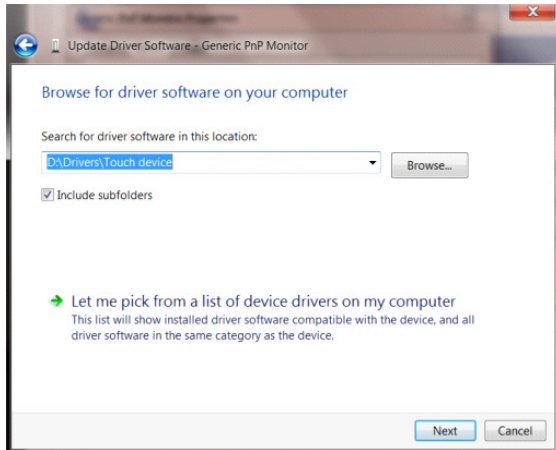 Update Driver Software - Generic PnP Monitor
Browse for driver software on your computer
Search for driver software in this location:
D:\Drivers\Touch device
Browse...
Include subfolders
Let me pick from a list of device drivers on my computer
This list will show installed driver software compatible with the device, and all
driver software in the same category as the device.
Next
Cancel